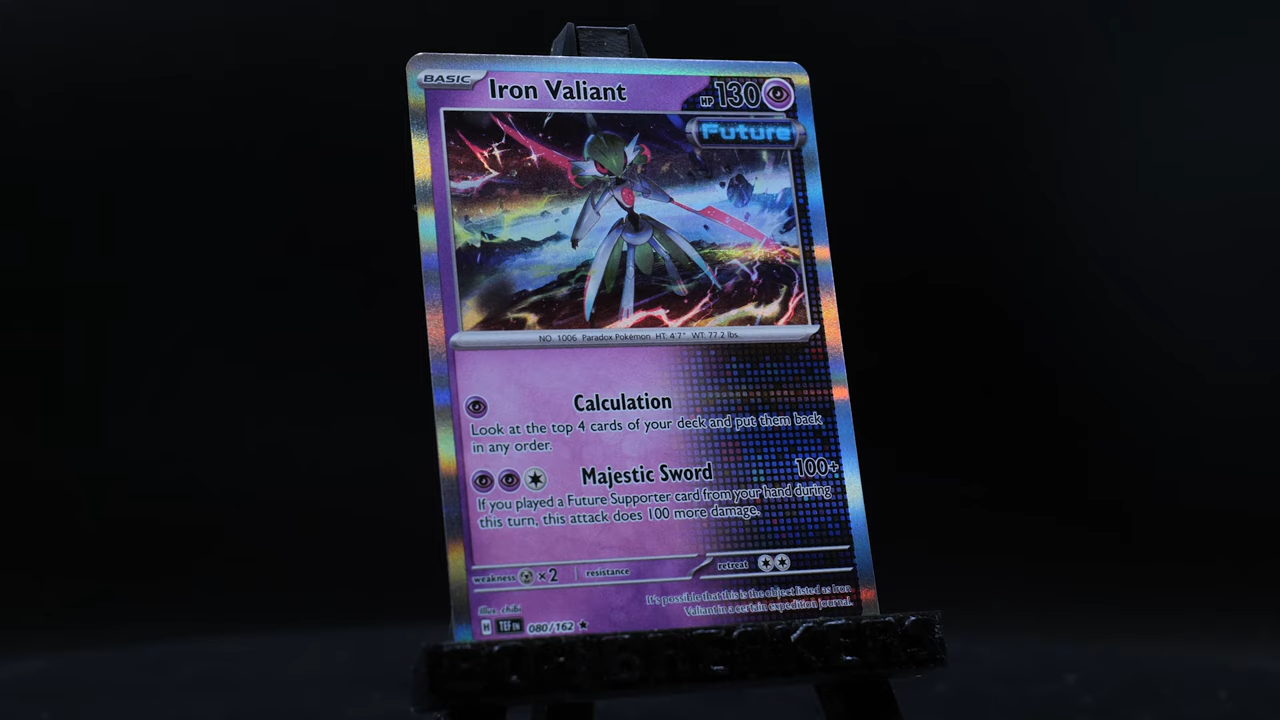 BASIC Iron Valiant HP 130
Future
NO. 1006 Paradox Pokémon HT: 4'7" WT: 77.2 lbs.
Calculation
Look at the top 4 cards of your deck and put them back
in any order.
Majestic Sword 100+
If you played a Future Supporter card from your hand during
this turn, this attack does 100 more damage.
weakness ×2 resistance retreat
It's possible that this is the object listed as Iron
Valiant in a certain expedition journal.
Illus. chibi
H TEF EN 080/162